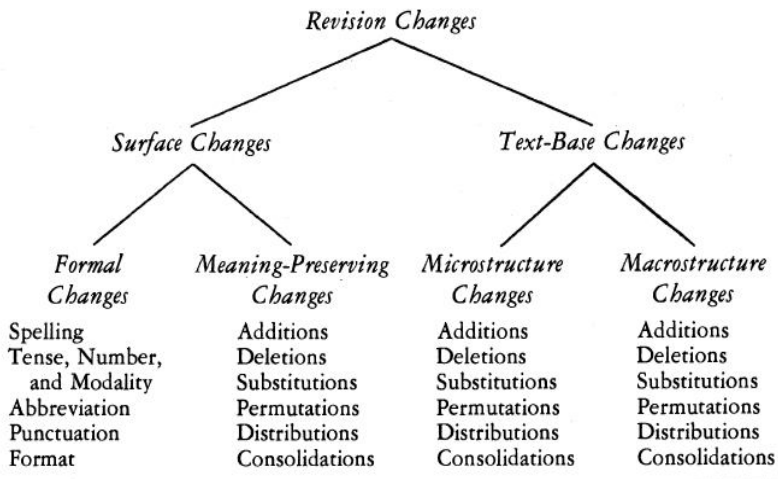 Revision Changes
Surface Changes
Text-Base Changes
Formal
Changes
Meaning-Preserving
Changes
Microstructure
Changes
Macrostructure
Changes
Spelling
Tense, Number,
and Modality
Abbreviation
Punctuation
Format
Additions
Deletions
Substitutions
Permutations
Distributions
Consolidations
Additions
Deletions
Substitutions
Permutations
Distributions
Consolidations
Additions
Deletions
Substitutions
Permutations
Distributions
Consolidations